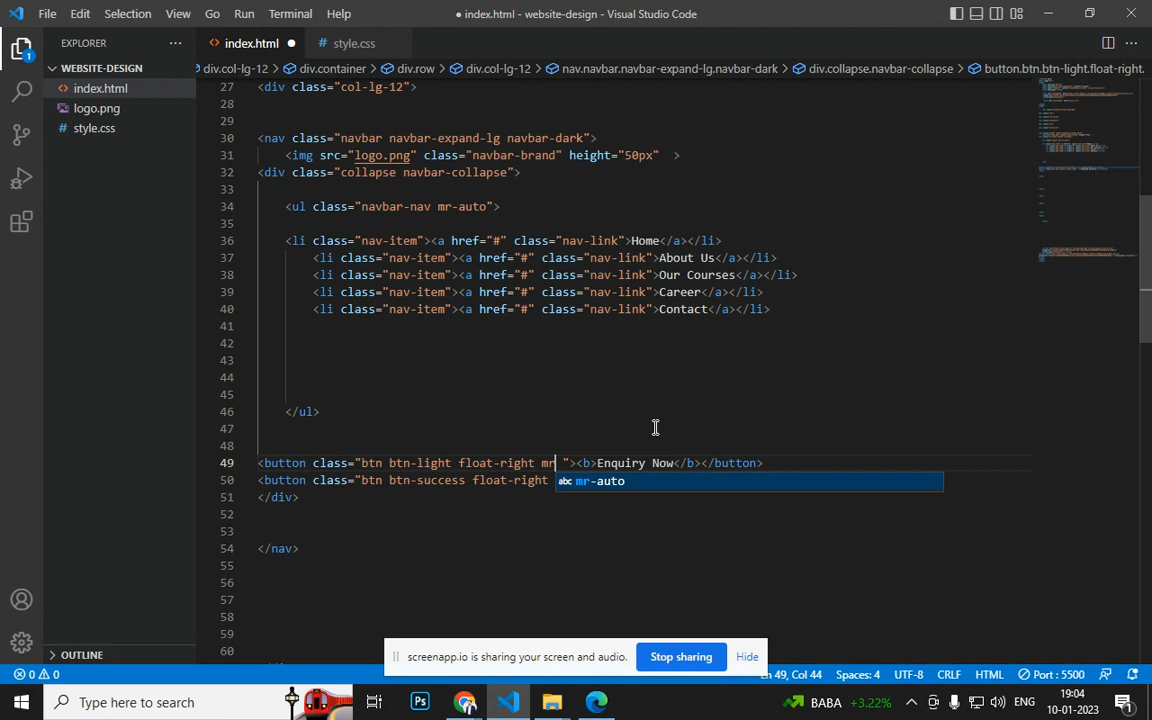 File Edit Selection View Go Run Terminal Help
● index.html - website-design - Visual Studio Code
EXPLORER
index.html
style.css
WEBSITE-DESIGN
div.col-lg-12 > div.container > div.row > div.col-lg-12 > nav.navbar.navbar-expand-lg.navbar-dark > div.collapse.navbar-collapse > button.btn.btn-light.float-right.
index.html
logo.png
style.css
27 <div class="col-lg-12">
28
29
30 <nav class="navbar navbar-expand-lg navbar-dark">
31 <img src="logo.png" class="navbar-brand" height="50px" >
32 <div class="collapse navbar-collapse">
33
34 <ul class="navbar-nav mr-auto">
35
36 <li class="nav-item"><a href="#" class="nav-link">Home</a></li>
37 <li class="nav-item"><a href="#" class="nav-link">About Us</a></li>
38 <li class="nav-item"><a href="#" class="nav-link">Our Courses</a></li>
39 <li class="nav-item"><a href="#" class="nav-link">Career</a></li>
40 <li class="nav-item"><a href="#" class="nav-link">Contact</a></li>
41
42
43
44
45
46 </ul>
47
48
49 <button class="btn btn-light float-right mr "><b>Enquiry Now</b></button>
50 <button class="btn btn-success float-right
abc mr-auto
51 </div>
52
53
54 </nav>
55
56
57
58
59
60
OUTLINE
screenapp.io is sharing your screen and audio. Stop sharing Hide
0 0
Ln 49, Col 44 Spaces: 4 UTF-8 CRLF HTML Port : 5500
Type here to search
BABA +3.22%
ENG
19:04
10-01-2023
1